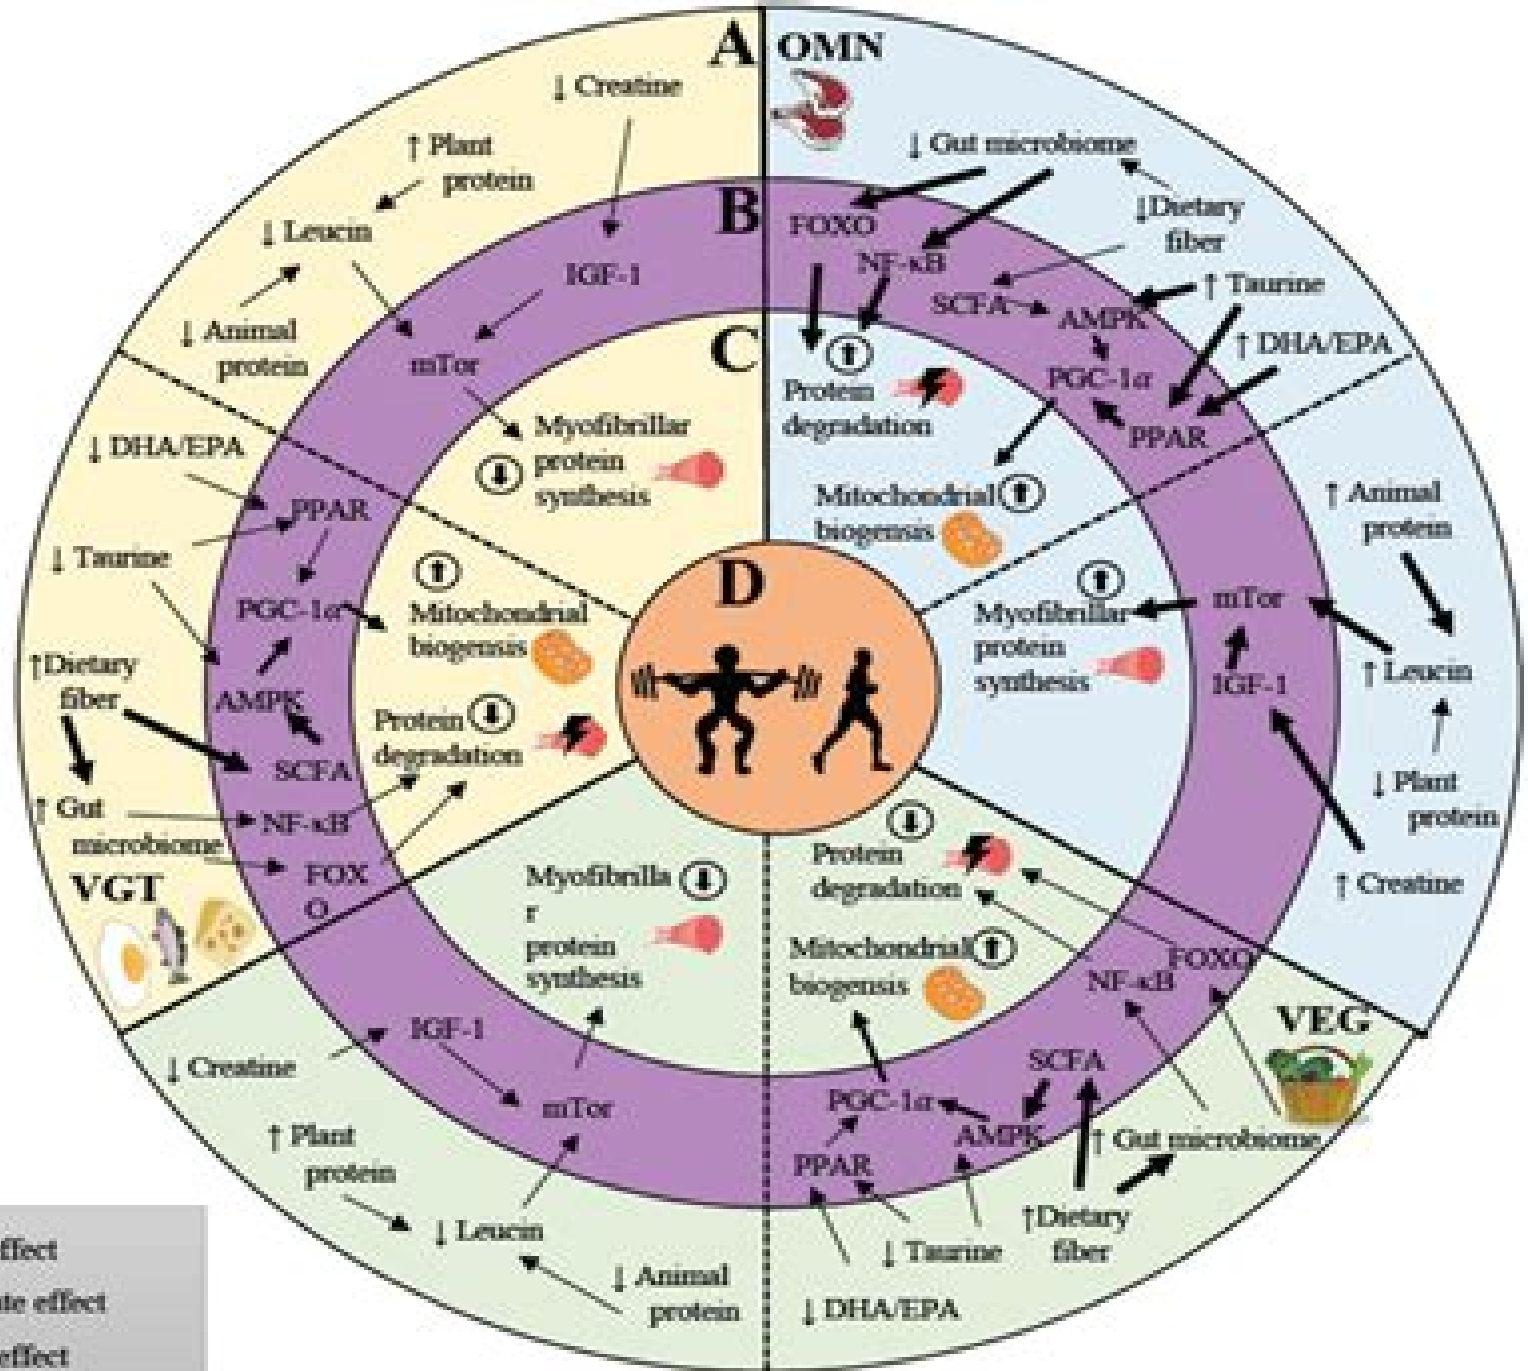 A
OMN
↓ Creatine
↑ Plant
protein
↓ Leucin
↓ Animal
protein
B
IGF-1
mTor
C
Myofibrillar
protein
synthesis
↓ Gut microbiome
↓Dietary
fiber
↑ Taurine
↑ DHA/EPA
FOXO
NF-κB
SCFA
AMPK
PGC-1α
PPAR
Protein
degradation
Mitochondrial
biogensis
↑ Animal
protein
↑ Leucin
↓ Plant
protein
↑ Creatine
mTor
IGF-1
Myofibrillar
protein
synthesis
D
↓ DHA/EPA
↓ Taurine
↑Dietary
fiber
↑ Gut
microbiome
VGT
PPAR
PGC-1α
AMPK
SCFA
NF-κB
FOX
O
Mitochondrial
biogensis
Protein
degradation
Myofibrilla
r
protein
synthesis
IGF-1
mTor
↓ Creatine
↑ Plant
protein
↓ Leucin
↓ Animal
protein
Protein
degradation
Mitochondrial
biogensis
FOXO
NF-κB
SCFA
PGC-1α
AMPK
PPAR
VEG
↑ Gut microbiome
↑Dietary
fiber
↓ Taurine
↓ DHA/EPA
effect
effect